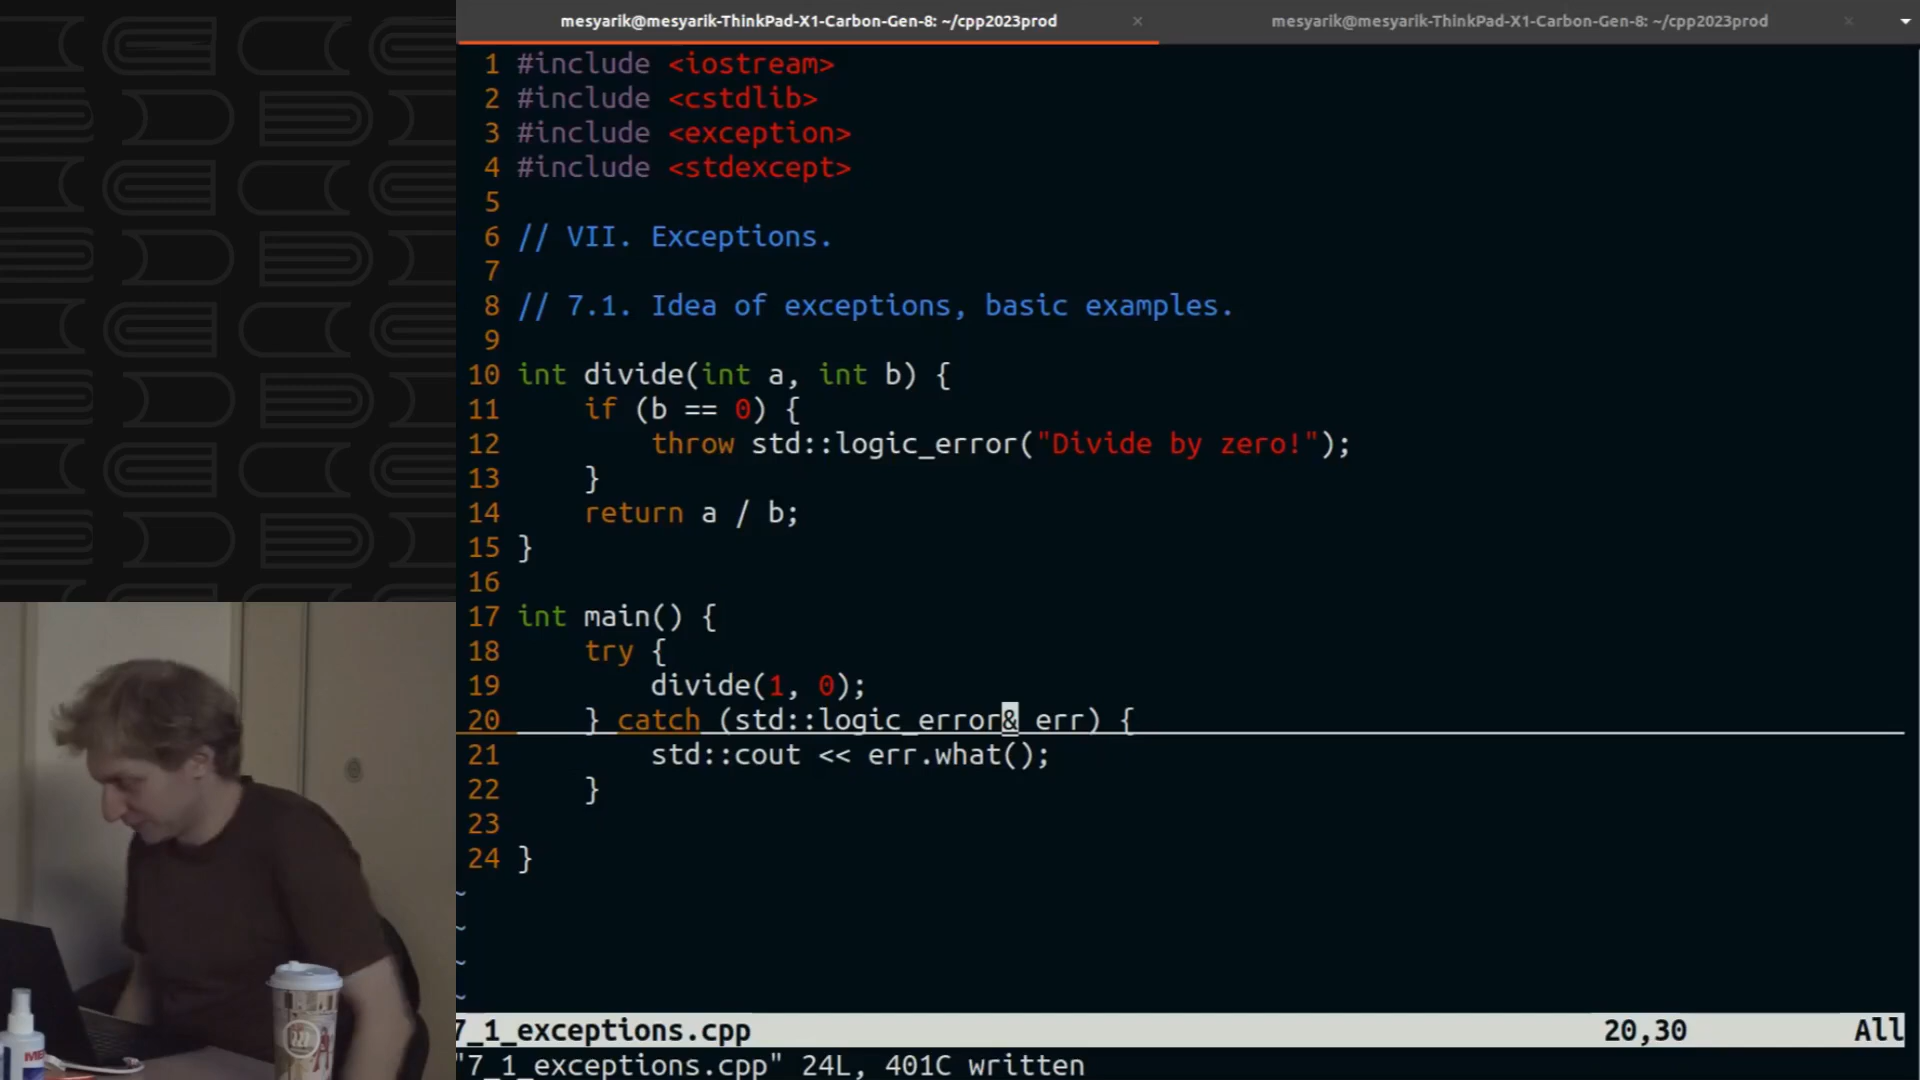 mesyarik@mesyarik-ThinkPad-X1-Carbon-Gen-8: ~/cpp2023prod × mesyarik@mesyarik-ThinkPad-X1-Carbon-Gen-8: ~/cpp2023prod ×
1 #include <iostream>
2 #include <cstdlib>
3 #include <exception>
4 #include <stdexcept>
5
6 // VII. Exceptions.
7
8 // 7.1. Idea of exceptions, basic examples.
9
10 int divide(int a, int b) {
11     if (b == 0) {
12         throw std::logic_error("Divide by zero!");
13     }
14     return a / b;
15 }
16
17 int main() {
18     try {
19         divide(1, 0);
20     } catch (std::logic_error& err) {
21         std::cout << err.what();
22     }
23
24 }
~
~
~
~
7_1_exceptions.cpp 20,30 All
"7_1_exceptions.cpp" 24L, 401C written